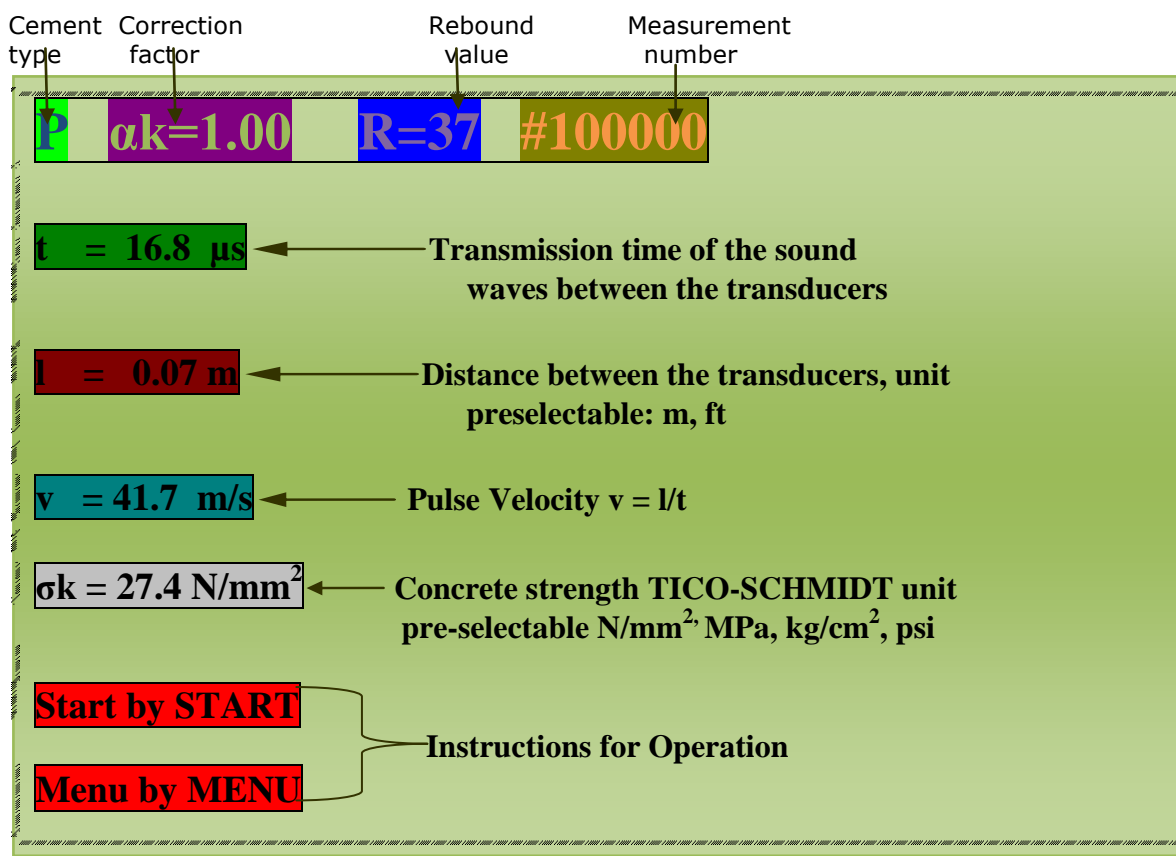 Cement Correction Rebound Measurement
type factor value number
P αk=1.00 R=37 #100000
t = 16.8 μs Transmission time of the sound
waves between the transducers
l = 0.07 m Distance between the transducers, unit
preselectable: m, ft
v = 41.7 m/s Pulse Velocity v = l/t
σk = 27.4 N/mm² Concrete strength TICO-SCHMIDT unit
pre-selectable N/mm²,MPa, kg/cm², psi
Start by START
Instructions for Operation
Menu by MENU